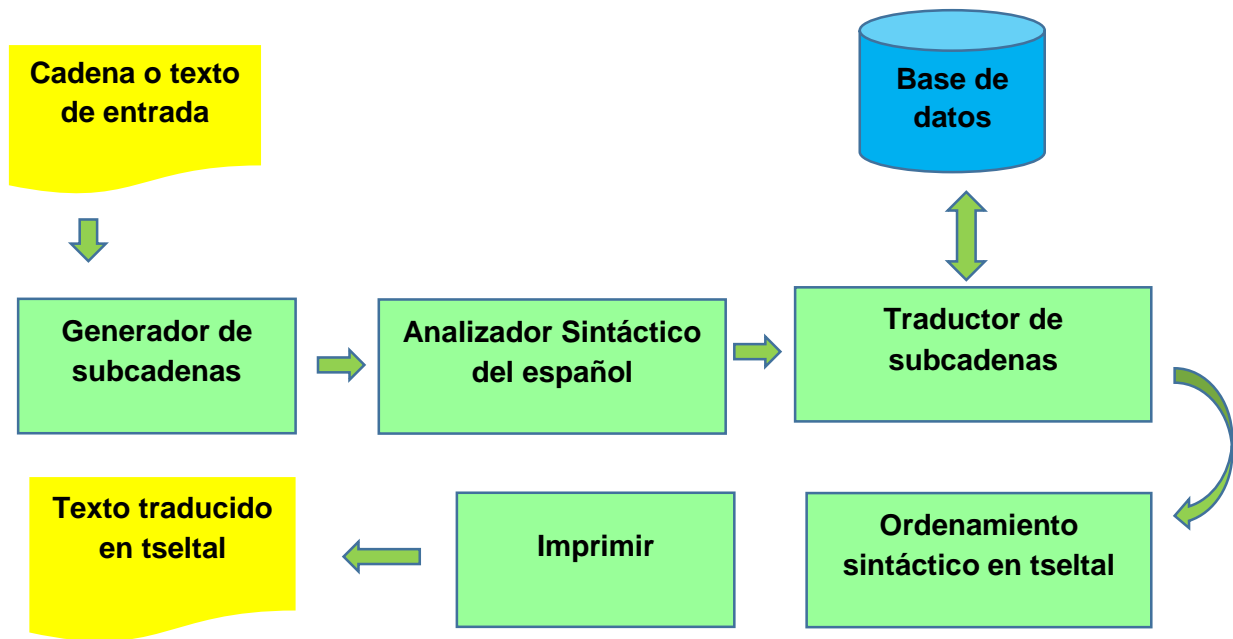 Cadena o texto
de entrada
Base de
datos
Generador de
subcadenas
Analizador Sintáctico
del español
Traductor de
subcadenas
Texto traducido
en tseltal
Imprimir
Ordenamiento
sintáctico en tseltal